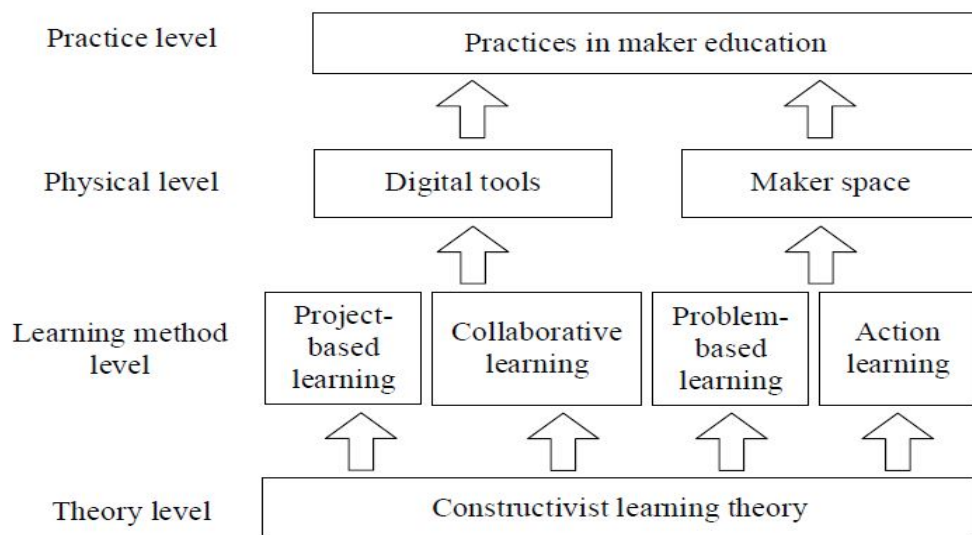 Practice level
Practices in maker education
Physical level
Digital tools
Maker space
Learning method
level
Project-
based
learning
Collaborative
learning
Problem-
based
learning
Action
learning
Theory level
Constructivist learning theory